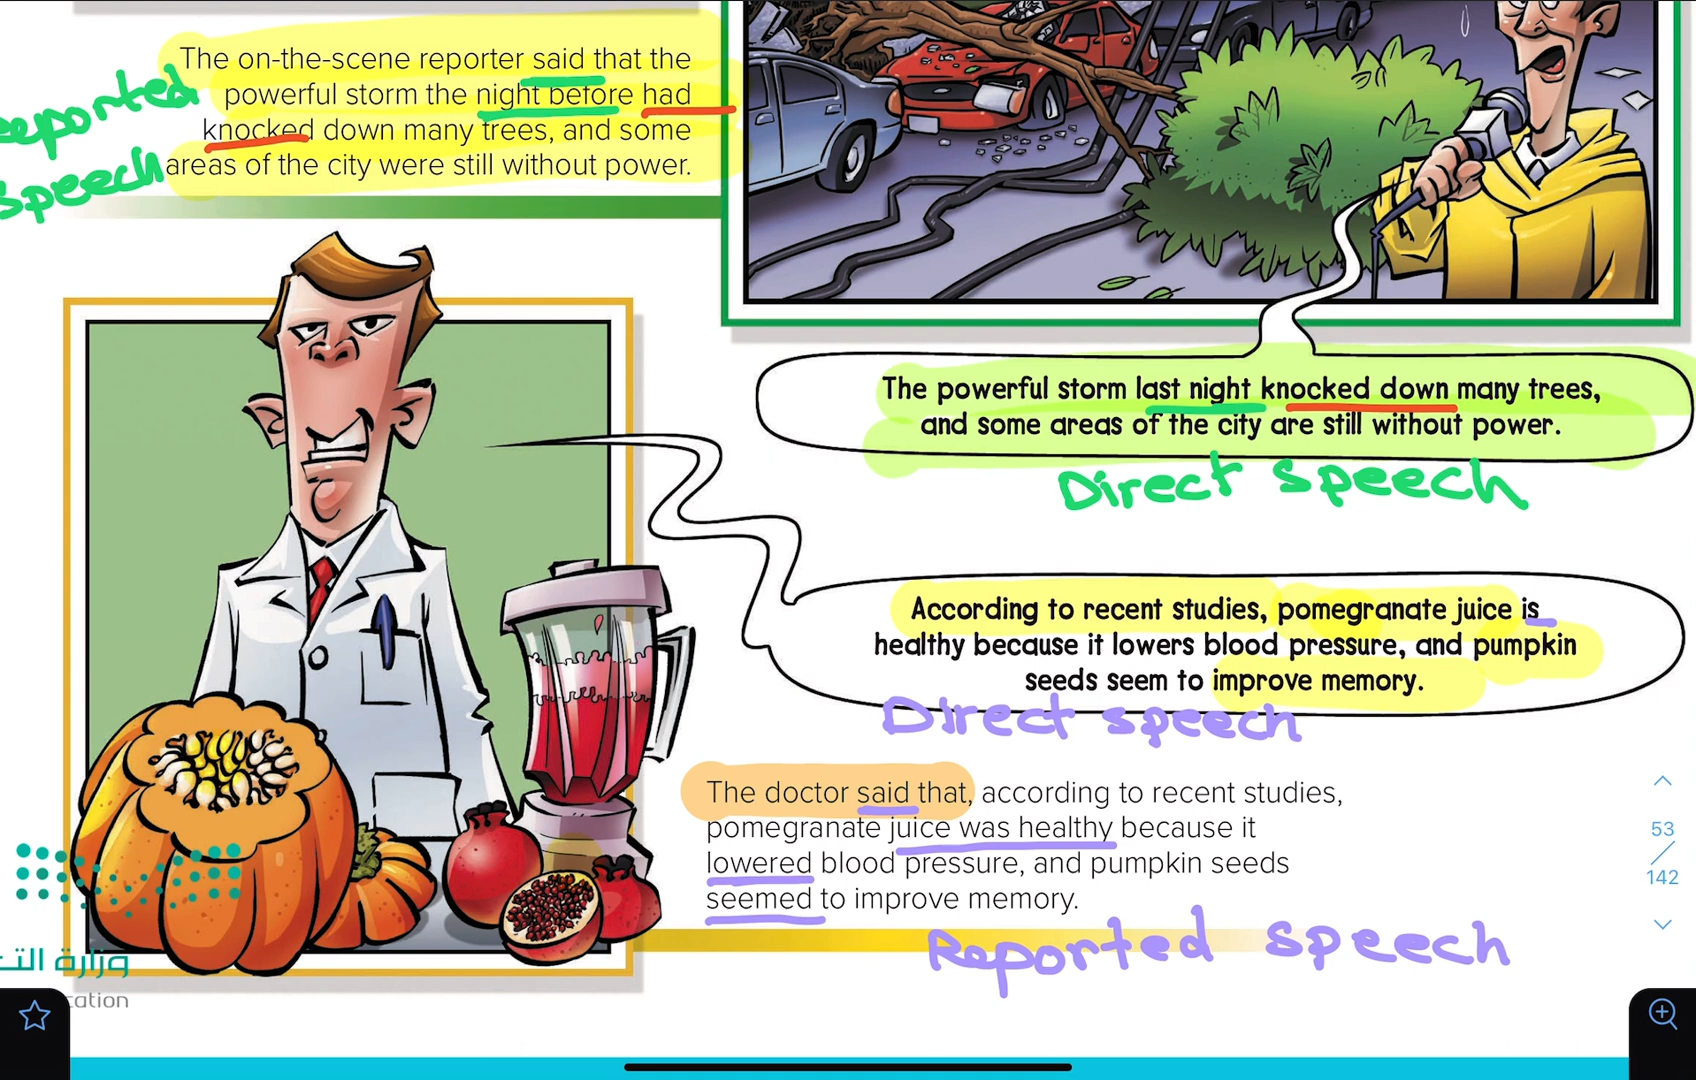 The on-the-scene reporter said that the
powerful storm the night before had
knocked down many trees, and some
areas of the city were still without power.
Reported
Speech
The powerful storm last night knocked down many trees,
and some areas of the city are still without power.
Direct speech
According to recent studies, pomegranate juice is
healthy because it lowers blood pressure, and pumpkin
seeds seem to improve memory.
Direct speech
The doctor said that, according to recent studies,
pomegranate juice was healthy because it
lowered blood pressure, and pumpkin seeds
seemed to improve memory.
Reported speech
53
142
وزارة